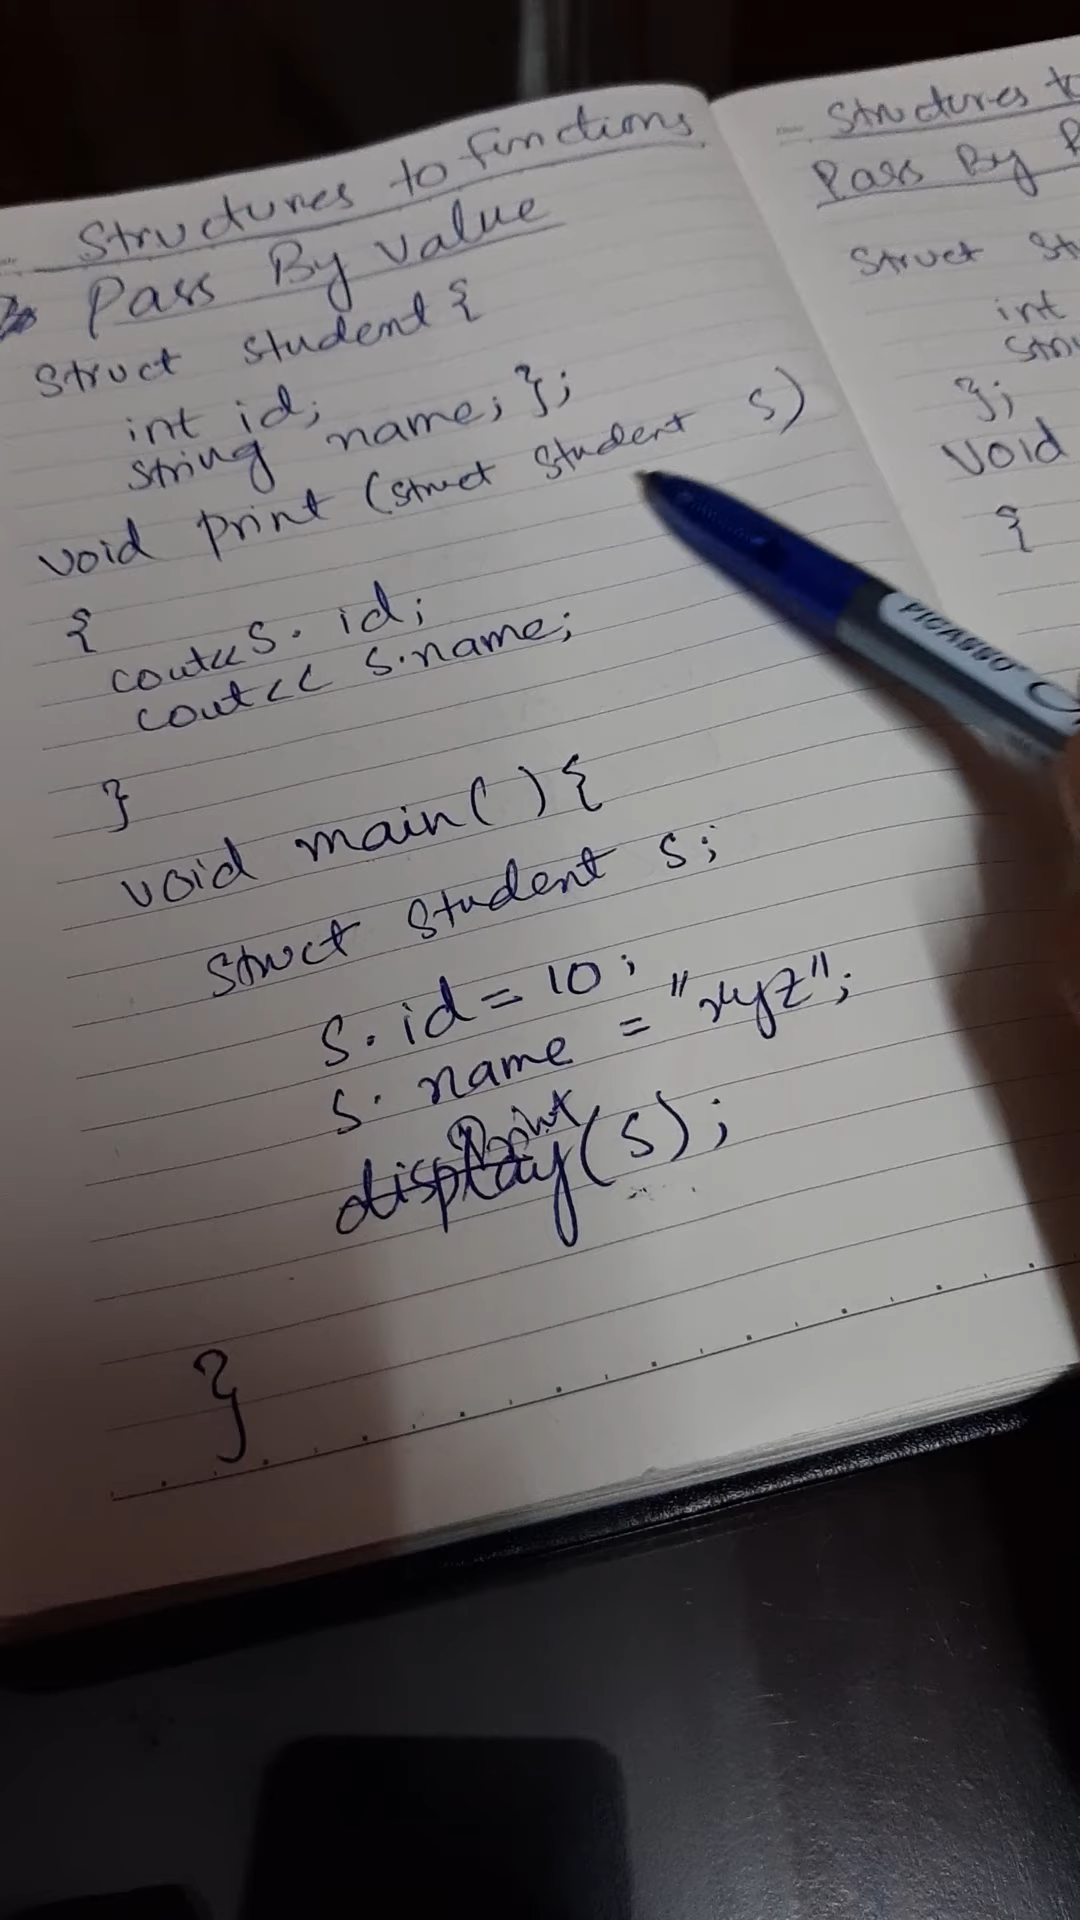 Structures to functions
Pass By value
Struct student {
int id;
string name; };
void print (struct student s)
{
cout<<s.id;
cout<< s.name;
}
void main( ) {
Struct student s;
s.id = 10;
s.name = "xyz";
print
display(s);
}
Structures
Pass By
Struct
int
};
void
{
PICASSO